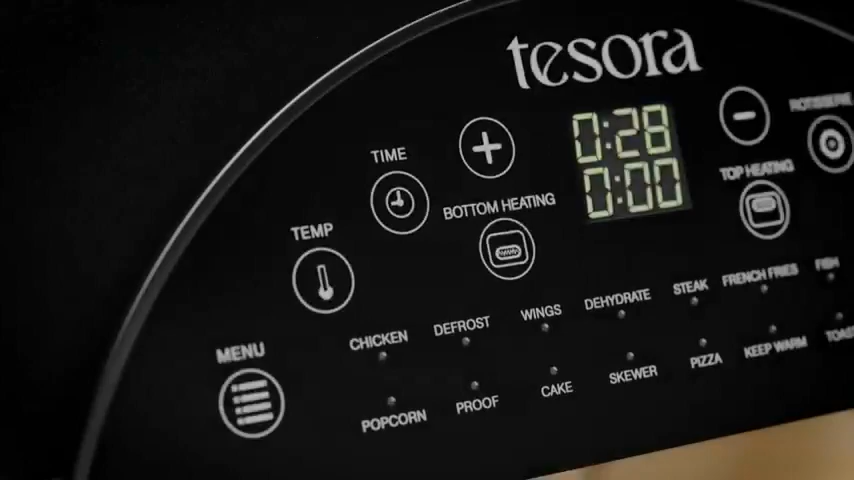 tesora
0:28
0:00
ROTISSERIE
TIME
TOP HEATING
BOTTOM HEATING
TEMP
CHICKEN DEFROST WINGS DEHYDRATE STEAK FRENCH FRIES FISH
MENU
POPCORN PROOF CAKE SKEWER PIZZA KEEP WARM